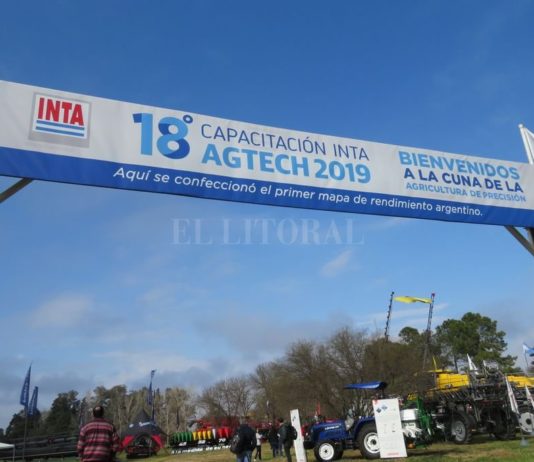 INTA
18° CAPACITACIÓN INTA
AGTECH 2019
BIENVENIDOS
A LA CUNA DE LA
AGRICULTURA DE PRECISIÓN
Aquí se confeccionó el primer mapa de rendimiento argentino.
EL LITORAL